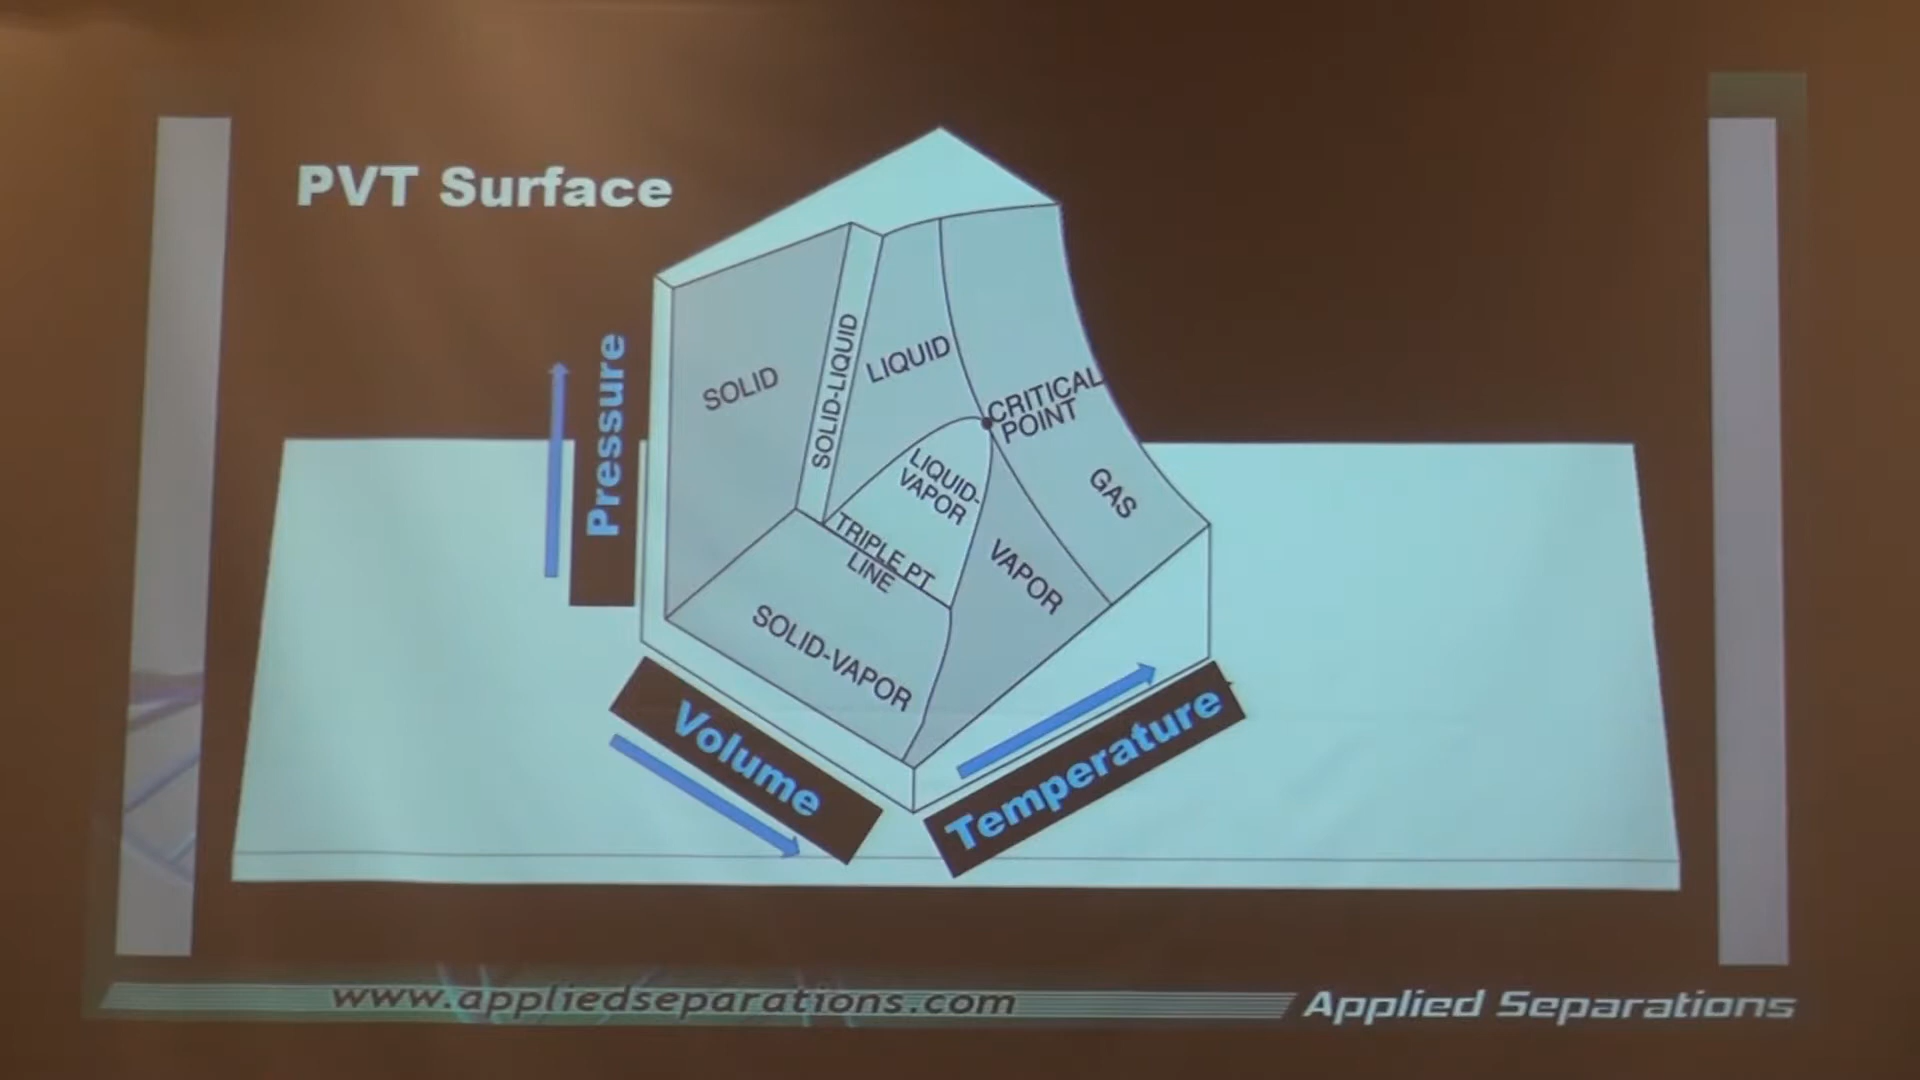 PVT Surface
Pressure
SOLID
SOLID-LIQUID
LIQUID
CRITICAL
POINT
LIQUID-
VAPOR
GAS
TRIPLE PT
LINE
VAPOR
SOLID-VAPOR
Volume
Temperature
www.appliedseparations.com
Applied Separations